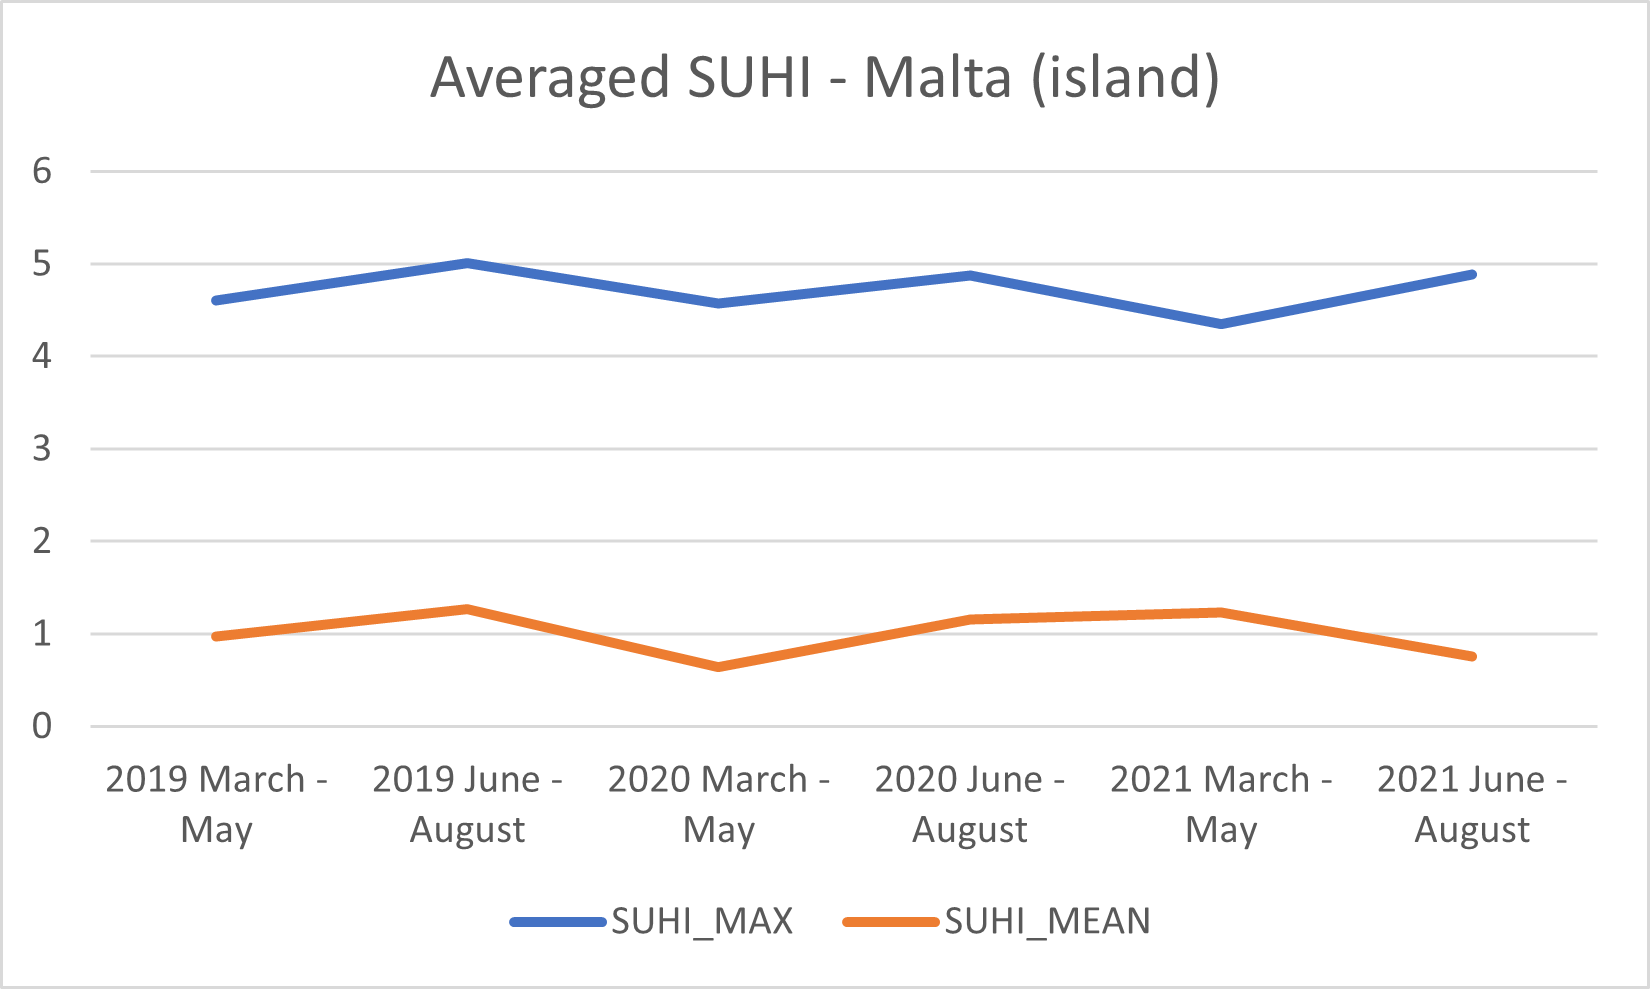 Averaged SUHI - Malta (island)
6
5
4
3
2
1
0
2019 March -
May
2019 June -
August
2020 March -
May
2020 June -
August
2021 March -
May
2021 June -
August
SUHI_MAX
SUHI_MEAN